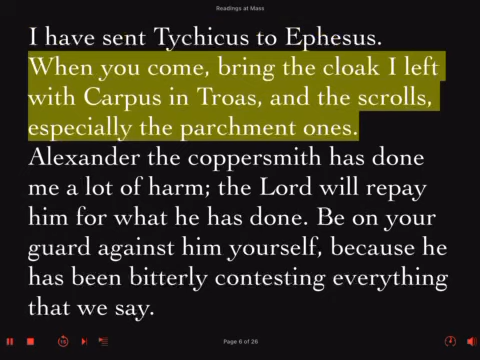 Readings at Mass
I have sent Tychicus to Ephesus.
When you come, bring the cloak I left
with Carpus in Troas, and the scrolls,
especially the parchment ones.
Alexander the coppersmith has done
me a lot of harm; the Lord will repay
him for what he has done. Be on your
guard against him yourself, because he
has been bitterly contesting everything
that we say.
15
Page 6 of 26